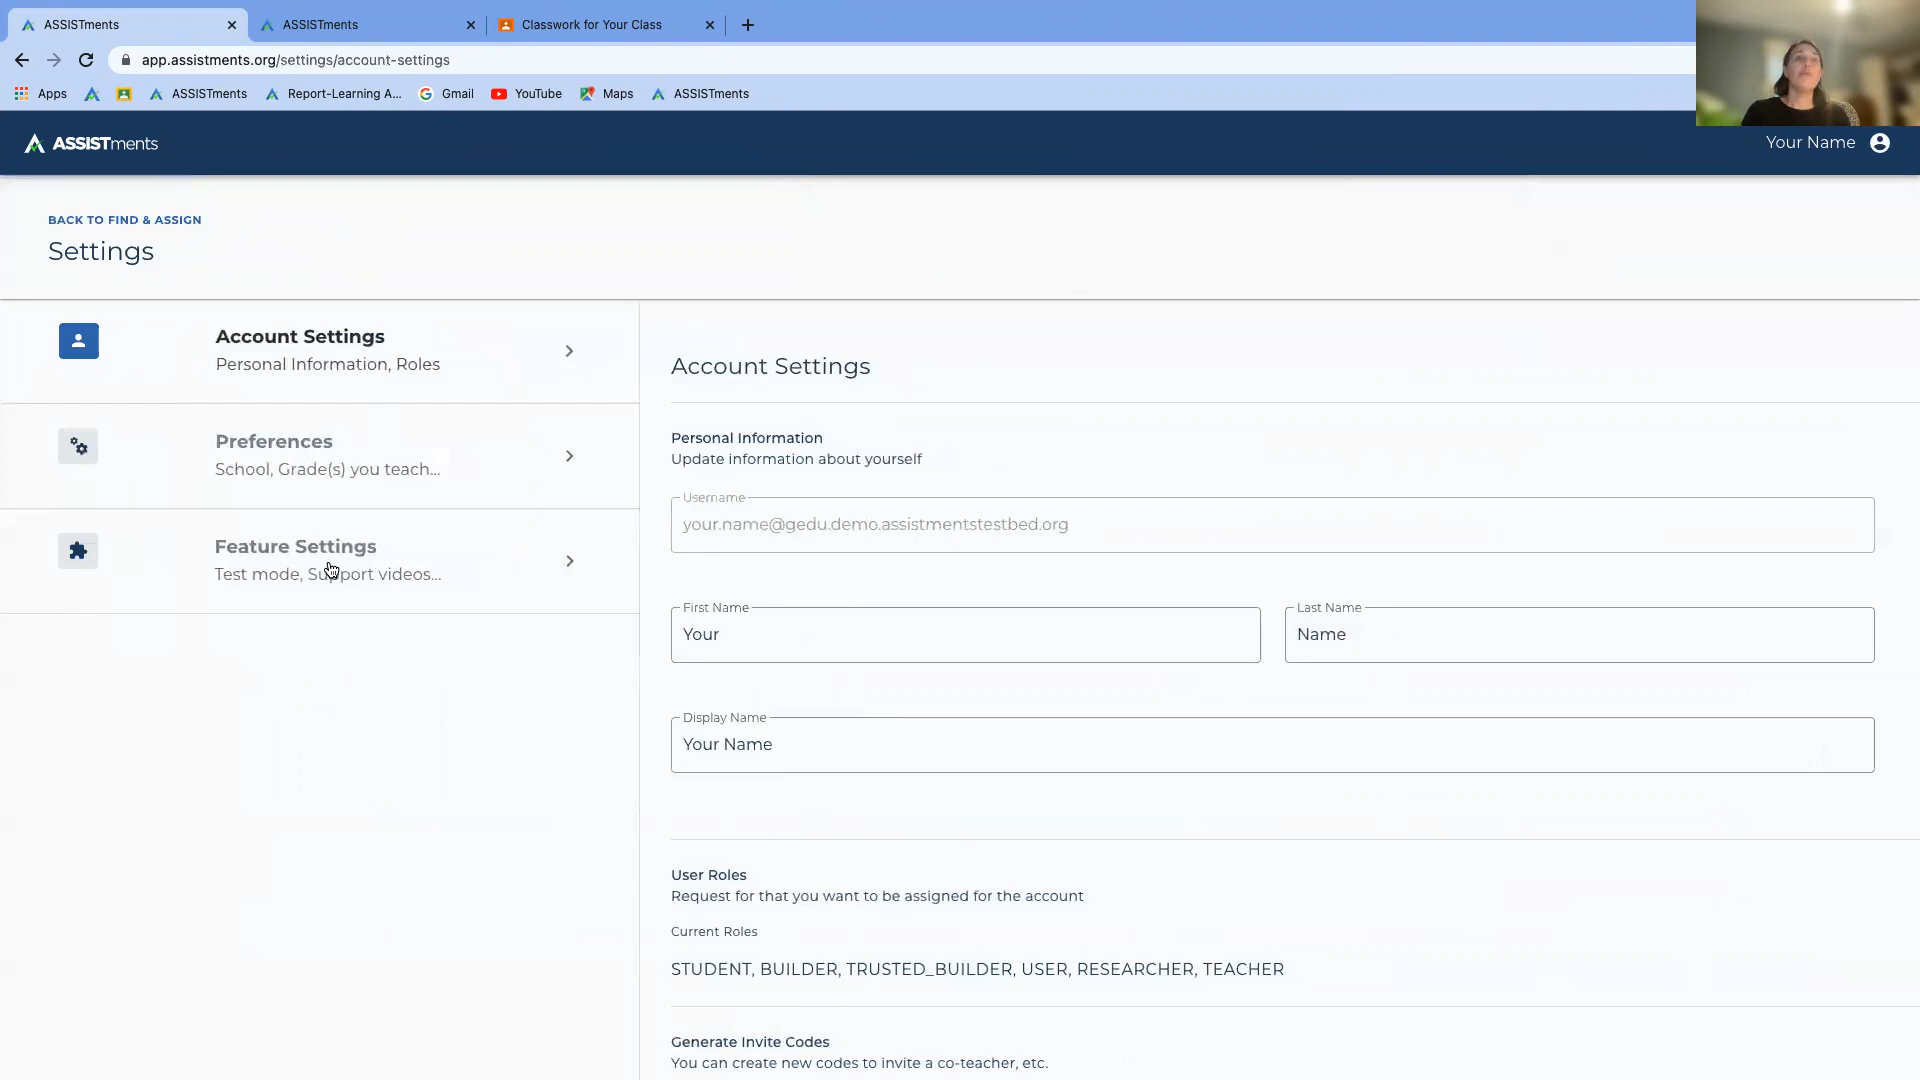 ASSISTments
ASSISTments
Classwork for Your Class
app.assistments.org/settings/account-settings
Apps
ASSISTments
Report-Learning A...
Gmail
YouTube
Maps
ASSISTments
ASSISTments
Your Name
BACK TO FIND & ASSIGN
Settings
Account Settings
Personal Information, Roles
Preferences
School, Grade(s) you teach...
Feature Settings
Test mode, Support videos...
Account Settings
Personal Information
Update information about yourself
Username
your.name@gedu.demo.assistmentstestbed.org
First Name
Your
Last Name
Name
Display Name
Your Name
User Roles
Request for that you want to be assigned for the account
Current Roles
STUDENT, BUILDER, TRUSTED_BUILDER, USER, RESEARCHER, TEACHER
Generate Invite Codes
You can create new codes to invite a co-teacher, etc.